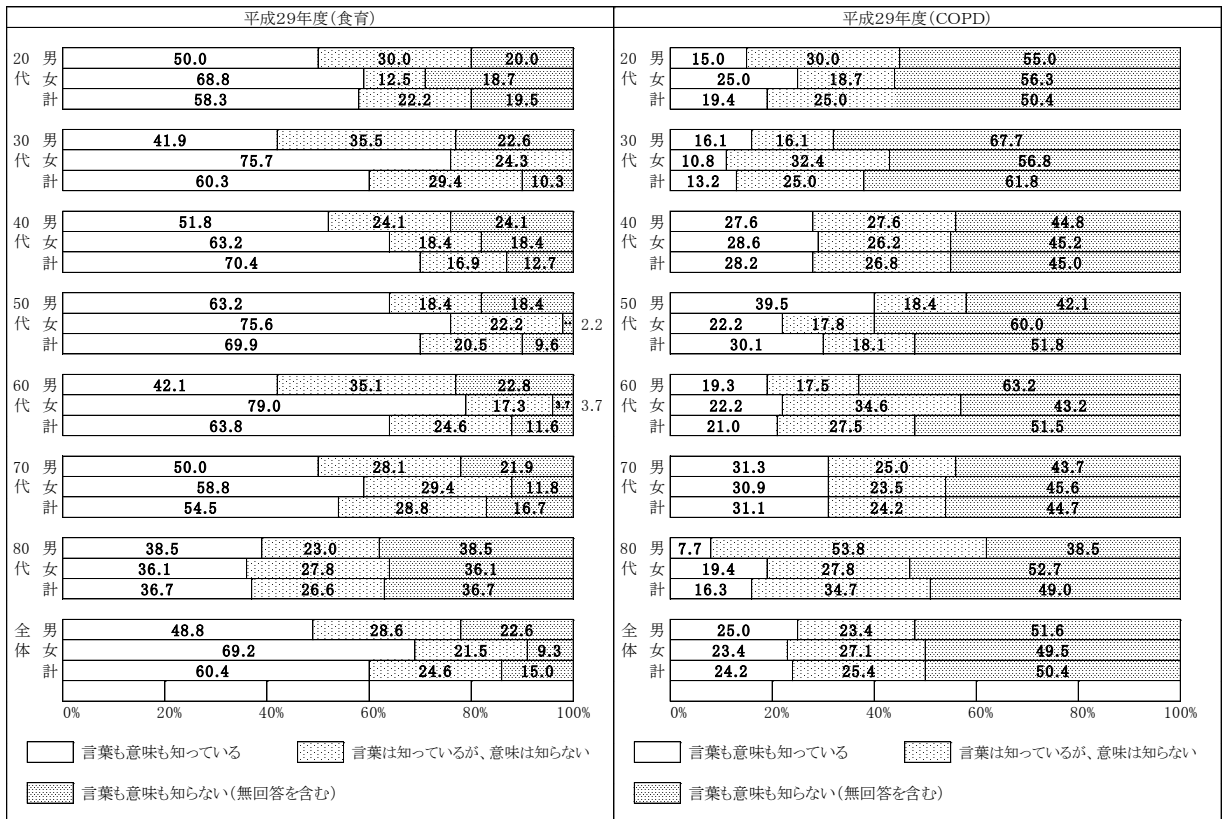 平成29年度(食育)
20 男 50.0 30.0 20.0
代 女 68.8 12.5 18.7
計 58.3 22.2 19.5
30 男 41.9 35.5 22.6
代 女 75.7 24.3
計 60.3 29.4 10.3
40 男 51.8 24.1 24.1
代 女 63.2 18.4 18.4
計 70.4 16.9 12.7
50 男 63.2 18.4 18.4
代 女 75.6 22.2 2.2
計 69.9 20.5 9.6
60 男 42.1 35.1 22.8
代 女 79.0 17.3 3.7 3.7
計 63.8 24.6 11.6
70 男 50.0 28.1 21.9
代 女 58.8 29.4 11.8
計 54.5 28.8 16.7
80 男 38.5 23.0 38.5
代 女 36.1 27.8 36.1
計 36.7 26.6 36.7
全 男 48.8 28.6 22.6
体 女 69.2 21.5 9.3
計 60.4 24.6 15.0
0% 20% 40% 60% 80% 100%
言葉も意味も知っている 言葉は知っているが、意味は知らない
言葉も意味も知らない(無回答を含む)
平成29年度(COPD)
20 男 15.0 30.0 55.0
代 女 25.0 18.7 56.3
計 19.4 25.0 50.4
30 男 16.1 16.1 67.7
代 女 10.8 32.4 56.8
計 13.2 25.0 61.8
40 男 27.6 27.6 44.8
代 女 28.6 26.2 45.2
計 28.2 26.8 45.0
50 男 39.5 18.4 42.1
代 女 22.2 17.8 60.0
計 30.1 18.1 51.8
60 男 19.3 17.5 63.2
代 女 22.2 34.6 43.2
計 21.0 27.5 51.5
70 男 31.3 25.0 43.7
代 女 30.9 23.5 45.6
計 31.1 24.2 44.7
80 男 7.7 53.8 38.5
代 女 19.4 27.8 52.7
計 16.3 34.7 49.0
全 男 25.0 23.4 51.6
体 女 23.4 27.1 49.5
計 24.2 25.4 50.4
0% 20% 40% 60% 80% 100%
言葉も意味も知っている 言葉は知っているが、意味は知らない
言葉も意味も知らない(無回答を含む)